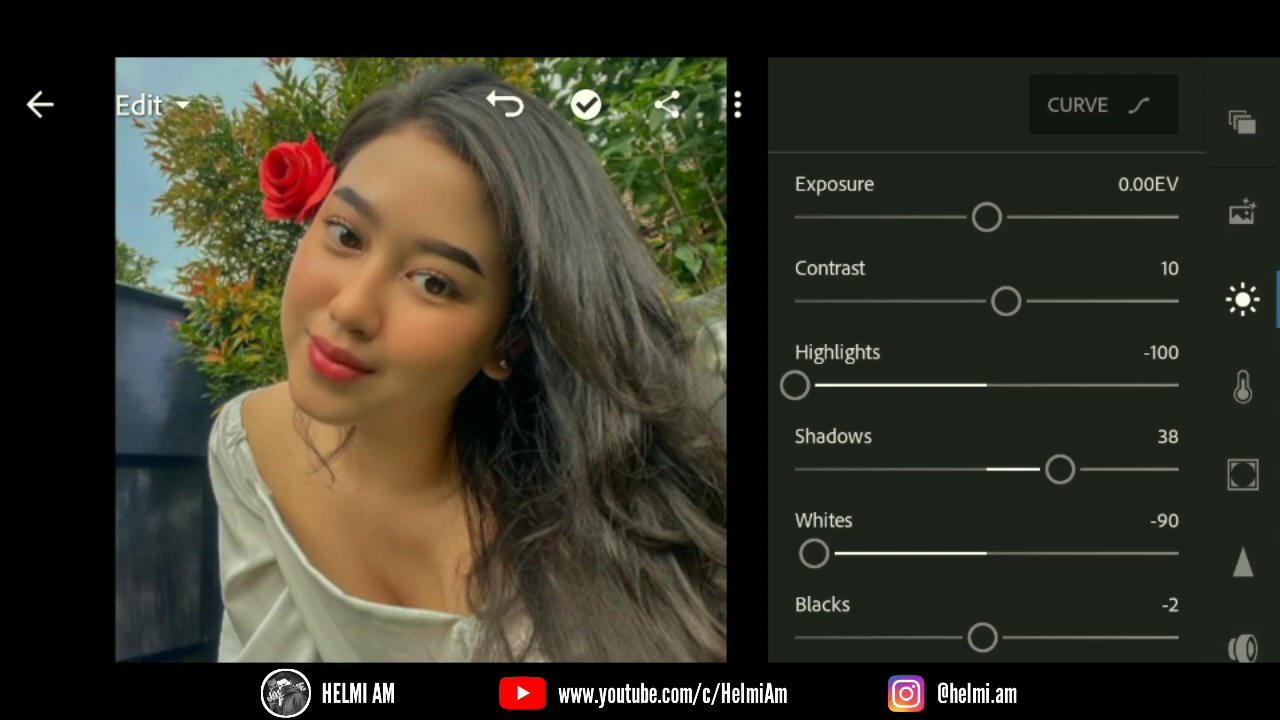 Edit
CURVE
Exposure 0.00EV
Contrast 10
Highlights -100
Shadows 38
Whites -90
Blacks -2
HELMI AM www.youtube.com/c/HelmiAm @helmi.am